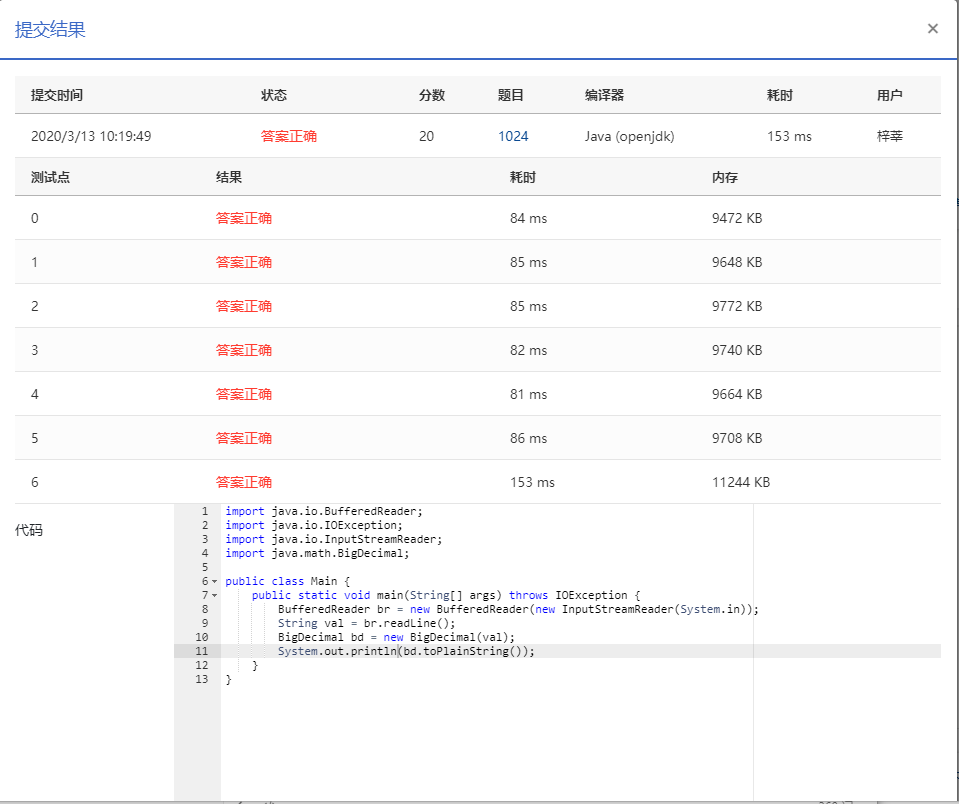 提交结果 ×
提交时间 状态 分数 题目 编译器 耗时 用户
2020/3/13 10:19:49 答案正确 20 1024 Java (openjdk) 153 ms 梓莘
测试点 结果 耗时 内存
0 答案正确 84 ms 9472 KB
1 答案正确 85 ms 9648 KB
2 答案正确 85 ms 9772 KB
3 答案正确 82 ms 9740 KB
4 答案正确 81 ms 9664 KB
5 答案正确 86 ms 9708 KB
6 答案正确 153 ms 11244 KB
代码
1 import java.io.BufferedReader;
2 import java.io.IOException;
3 import java.io.InputStreamReader;
4 import java.math.BigDecimal;
5
6 public class Main {
7 public static void main(String[] args) throws IOException {
8 BufferedReader br = new BufferedReader(new InputStreamReader(System.in));
9 String val = br.readLine();
10 BigDecimal bd = new BigDecimal(val);
11 System.out.println(bd.toPlainString());
12 }
13 }